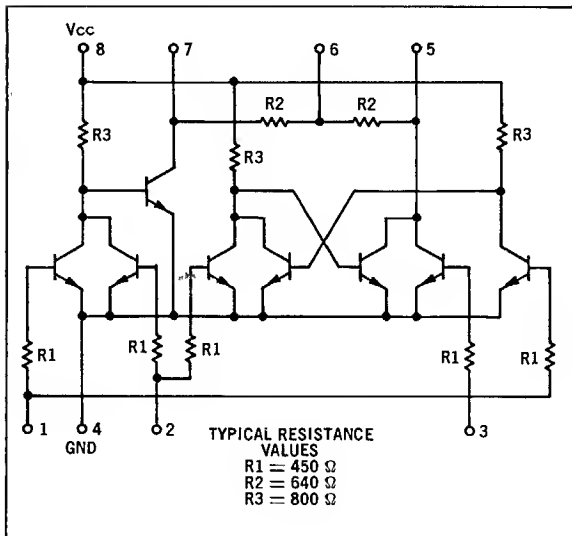 Vcc
8
7
6
5
R2
R2
R3
R3
R3
R1
R1
R1
R1
R1
1
4
2
3
GND
TYPICAL RESISTANCE
VALUES
R1 = 450 Ω
R2 = 640 Ω
R3 = 800 Ω